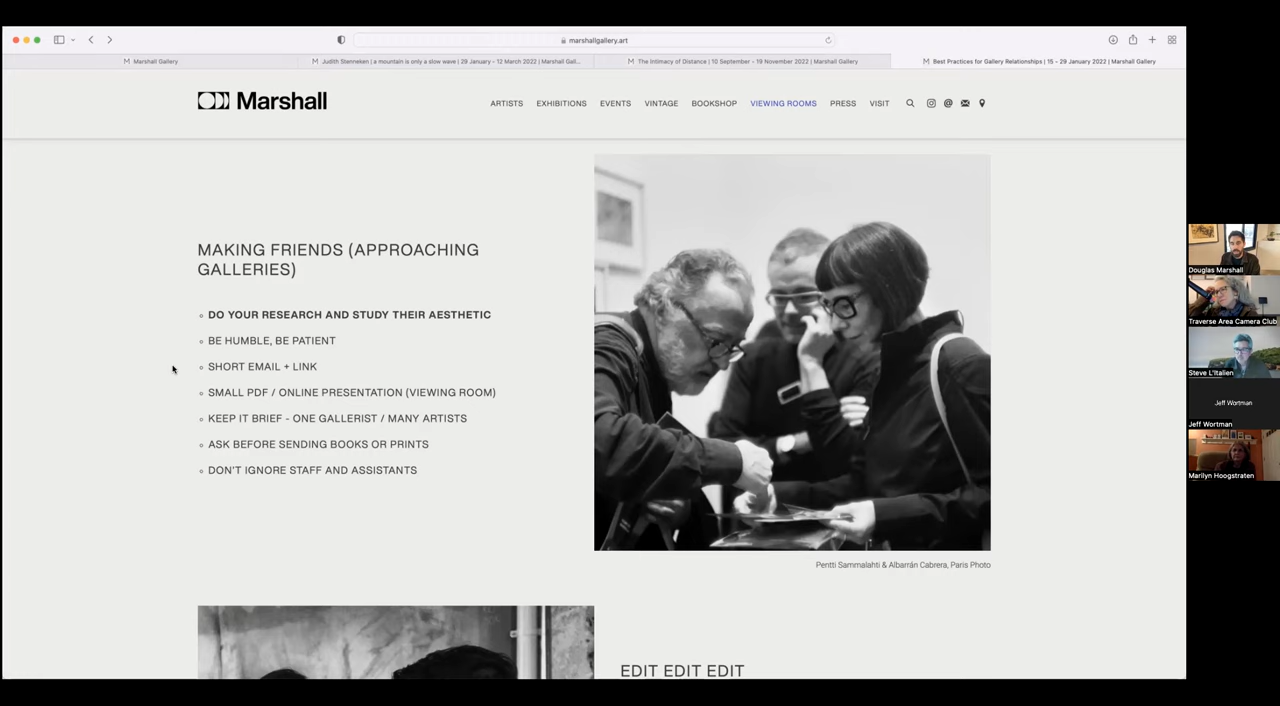 marshallgallery.art
Marshall Gallery
Judith Stenneken | a mountain is only a slow wave | 29 January - 12 March 2022 | Marshall Gall...
The Intimacy of Distance | 10 September - 19 November 2022 | Marshall Gallery
Best Practices for Gallery Relationships | 15 - 29 January 2022 | Marshall Gallery
Marshall
ARTISTS EXHIBITIONS EVENTS VINTAGE BOOKSHOP VIEWING ROOMS PRESS VISIT
MAKING FRIENDS (APPROACHING
GALLERIES)
DO YOUR RESEARCH AND STUDY THEIR AESTHETIC
BE HUMBLE, BE PATIENT
SHORT EMAIL + LINK
SMALL PDF / ONLINE PRESENTATION (VIEWING ROOM)
KEEP IT BRIEF - ONE GALLERIST / MANY ARTISTS
ASK BEFORE SENDING BOOKS OR PRINTS
DON'T IGNORE STAFF AND ASSISTANTS
Pentti Sammalahti & Albarrán Cabrera, Paris Photo
EDIT EDIT EDIT
Douglas Marshall
Traverse Area Camera Club
Steve L'Italien
Jeff Wortman
Jeff Wortman
Marilyn Hoogstraten